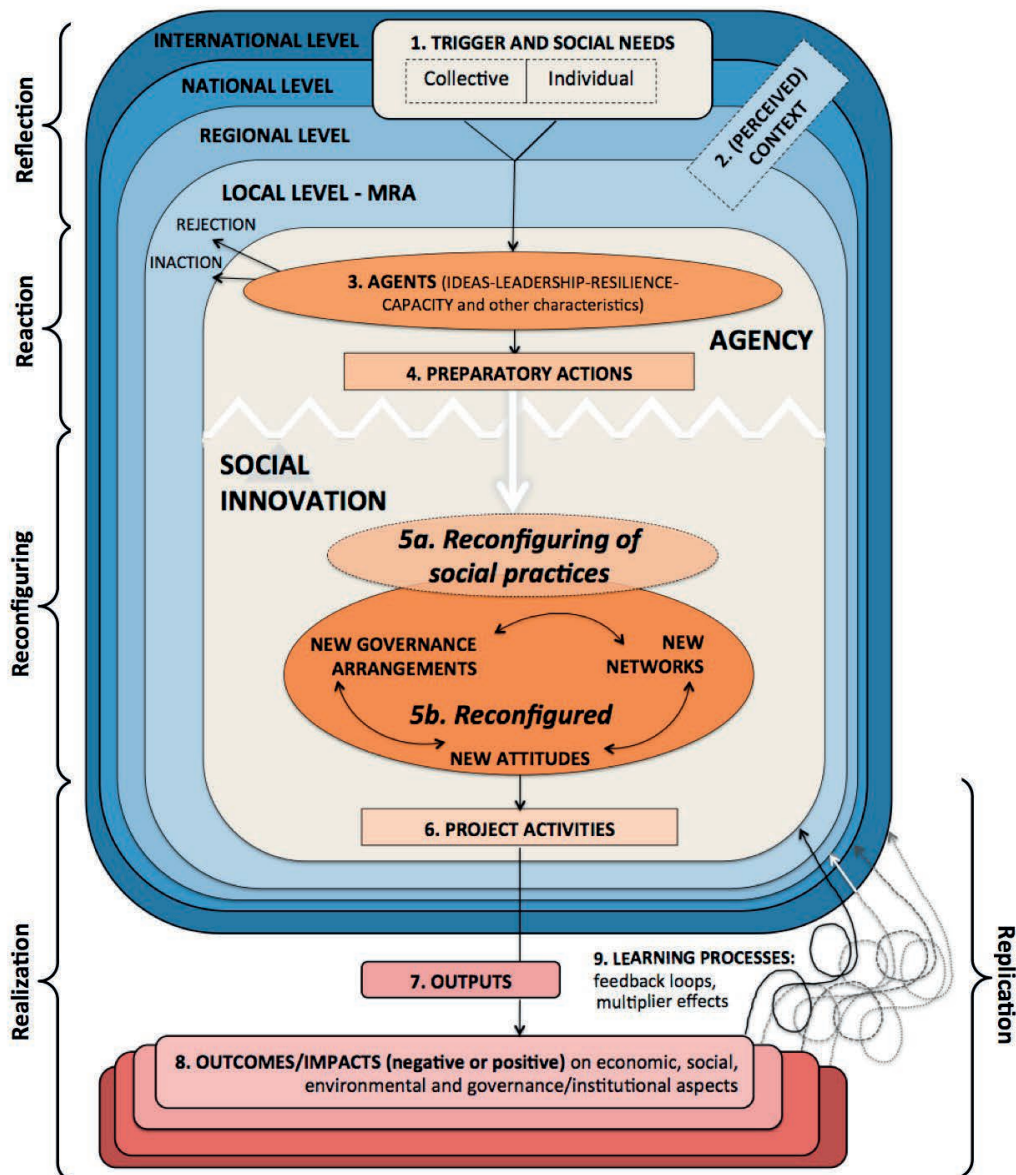 INTERNATIONAL LEVEL
1. TRIGGER AND SOCIAL NEEDS
Collective
Individual
NATIONAL LEVEL
REGIONAL LEVEL
2. (PERCEIVED)
CONTEXT
LOCAL LEVEL - MRA
REJECTION
INACTION
3. AGENTS (IDEAS-LEADERSHIP-RESILIENCE-
CAPACITY and other characteristics)
AGENCY
4. PREPARATORY ACTIONS
SOCIAL
INNOVATION
5a. Reconfiguring of
social practices
NEW GOVERNANCE
ARRANGEMENTS
NEW
NETWORKS
5b. Reconfigured
NEW ATTITUDES
6. PROJECT ACTIVITIES
7. OUTPUTS
9. LEARNING PROCESSES:
feedback loops,
multiplier effects
8. OUTCOMES/IMPACTS (negative or positive) on economic, social,
environmental and governance/institutional aspects
Reflection
Reaction
Reconfiguring
Realization
Replication